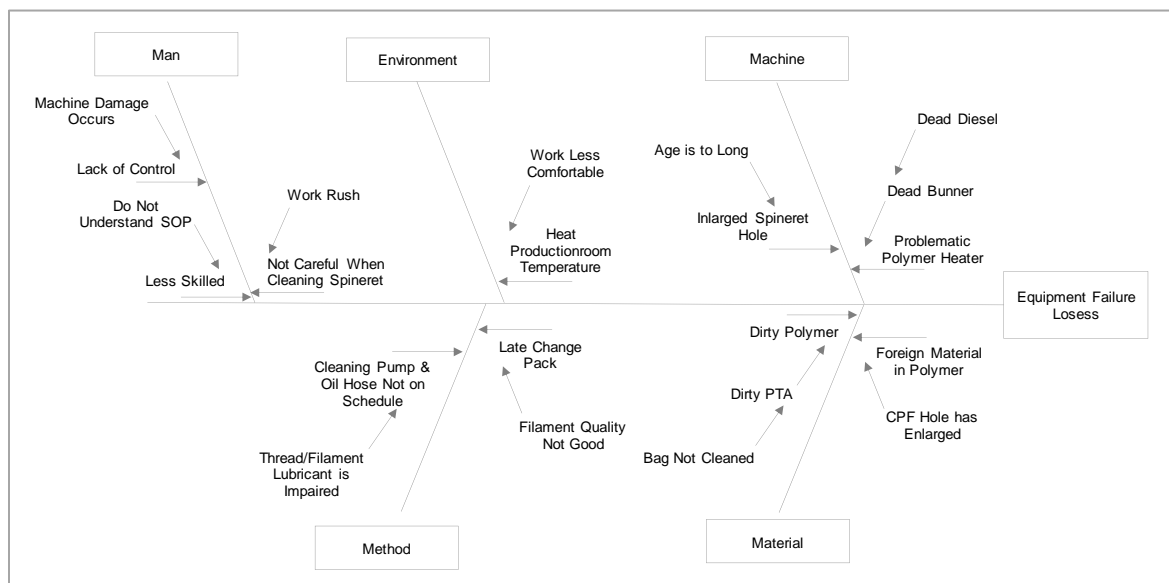 Man
Environment
Machine
Machine Damage
Occurs
Lack of Control
Do Not
Understand SOP
Less Skilled
Work Rush
Not Careful When
Cleaning Spineret
Work Less
Comfortable
Heat
Productionroom
Temperature
Age is to Long
Inlarged Spineret
Hole
Dead Diesel
Dead Bunner
Problematic
Polymer Heater
Equipment Failure
Losess
Cleaning Pump &
Oil Hose Not on
Schedule
Thread/Filament
Lubricant is
Impaired
Late Change
Pack
Filament Quality
Not Good
Dirty Polymer
Dirty PTA
Bag Not Cleaned
Foreign Material
in Polymer
CPF Hole has
Enlarged
Method
Material